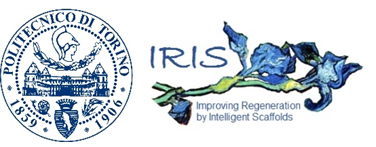 POLITECNICO DI TORINO
1859 1906
IRIS
Improving Regeneration
by Intelligent Scaffolds